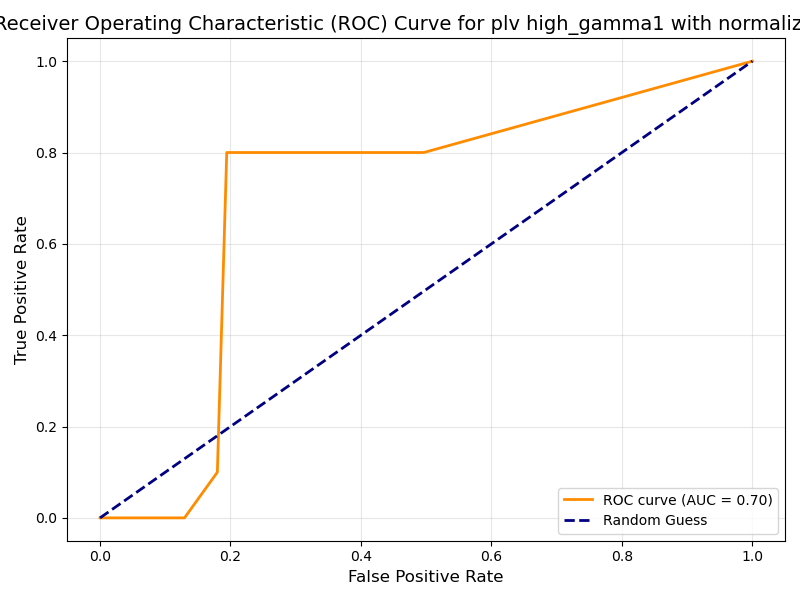 Receiver Operating Characteristic (ROC) Curve for plv high_gamma1 with normaliz
1.0
0.8
0.6
0.4
0.2
0.0
True Positive Rate
ROC curve (AUC = 0.70)
Random Guess
0.0 0.2 0.4 0.6 0.8 1.0
False Positive Rate